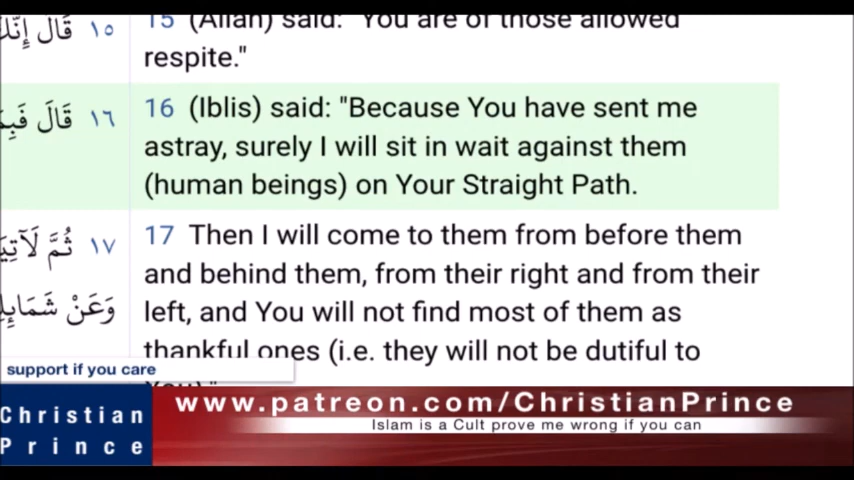 قَالَ إِنَّكَ ١٥
15 (Allah) said: "You are of those allowed
respite."
قَالَ ١٦
16 (Iblis) said: "Because You have sent me
astray, surely I will sit in wait against them
(human beings) on Your Straight Path.
ثُمَّ ١٧
17 Then I will come to them from before them
and behind them, from their right and from their
left, and You will not find most of them as
thankful ones (i.e. they will not be dutiful to
You)."
support if you care
Christian
Prince
www.patreon.com/ChristianPrince
Islam is a Cult prove me wrong if you can